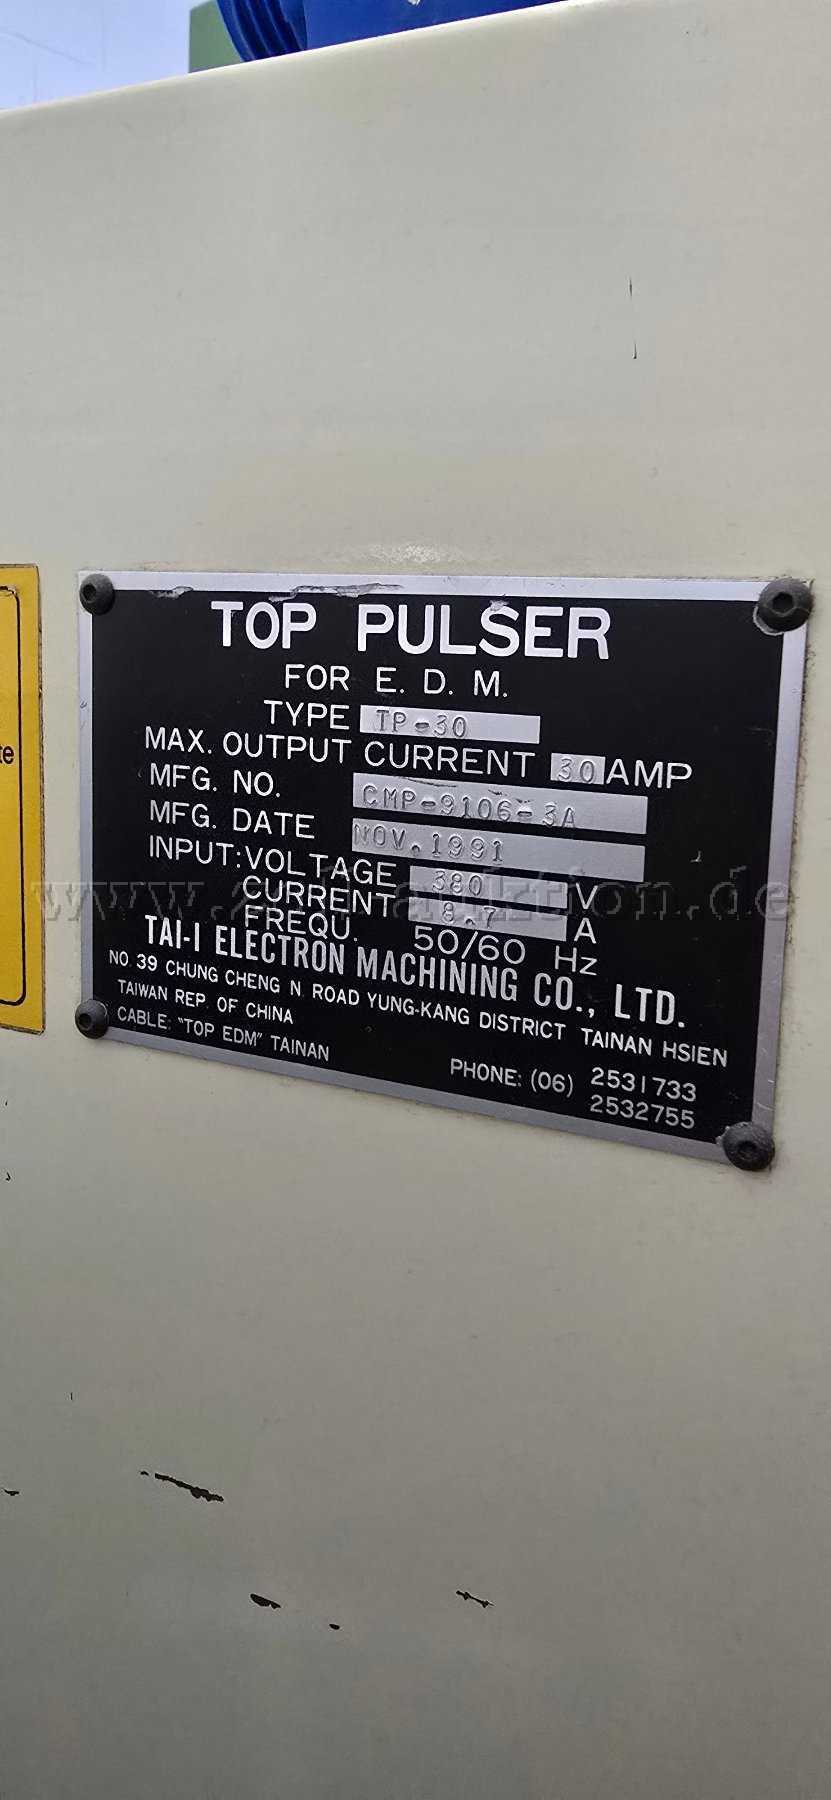 TOP PULSER
FOR E. D. M.
TYPE TP-30
MAX. OUTPUT CURRENT 30 AMP
MFG. NO. CMP-9106-3A
MFG. DATE NOV. 1991
INPUT: VOLTAGE 380 V
CURRENT A
FREQU. 50/60 Hz
TAI-I ELECTRON MACHINING CO., LTD.
NO. 39 CHUNG CHENG N. ROAD YUNG-KANG DISTRICT TAINAN HSIEN
TAIWAN REP. OF CHINA
CABLE: "TOP EDM" TAINAN
PHONE: (06) 2531733
2532755
te